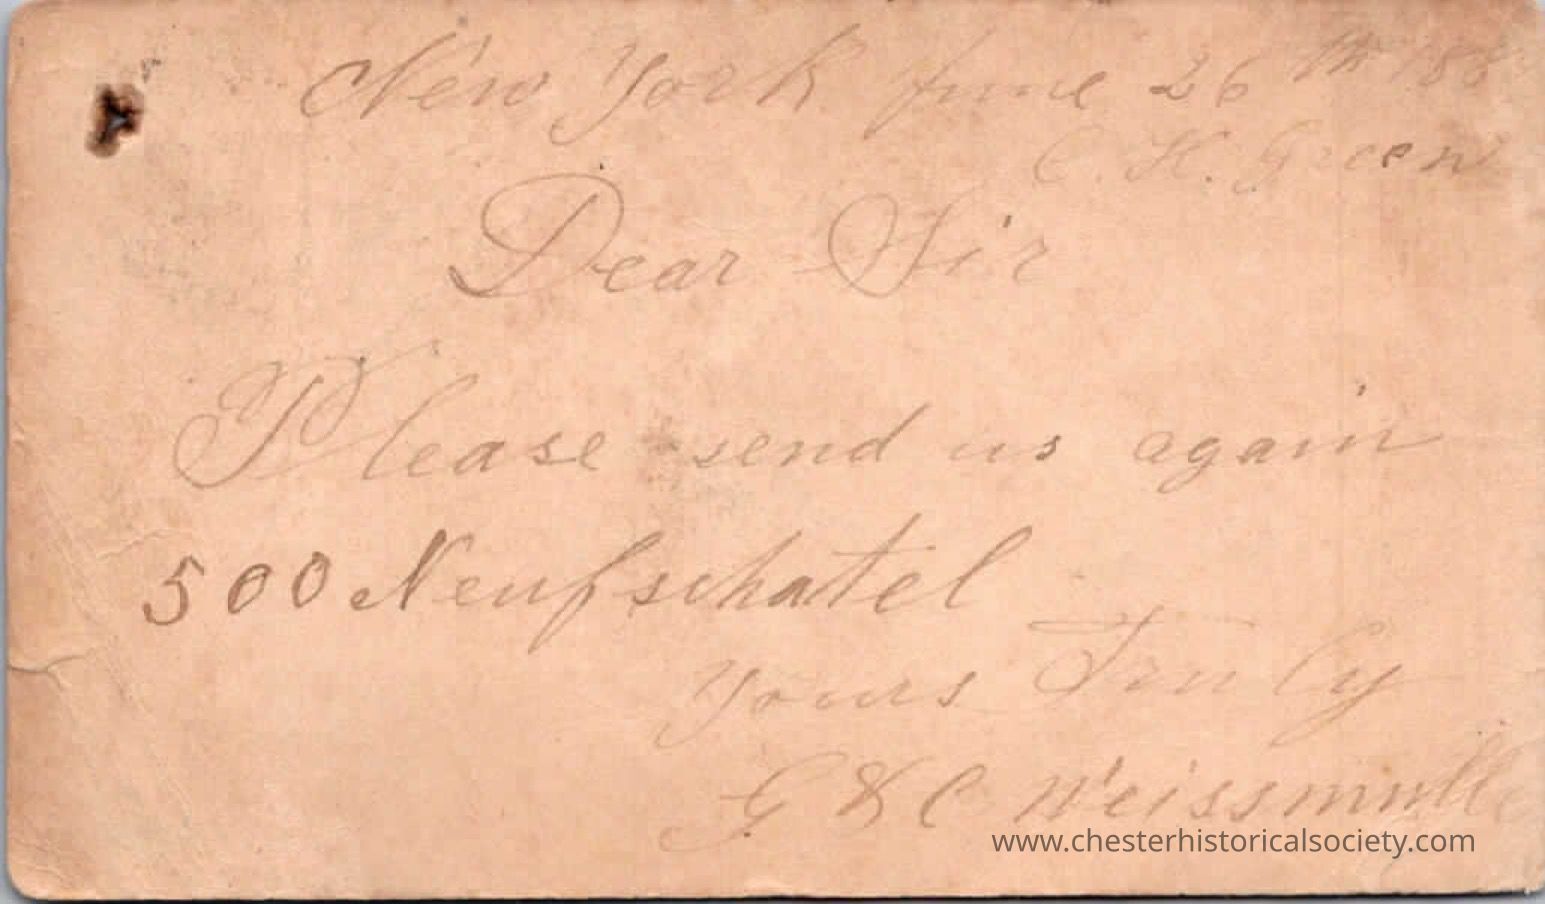 New York June 26th 188
C. H. Green
Dear Sir
Please send us again
500 Neufschatel
Yours Truly
G & C Weissmull
www.chesterhistoricalsociety.com